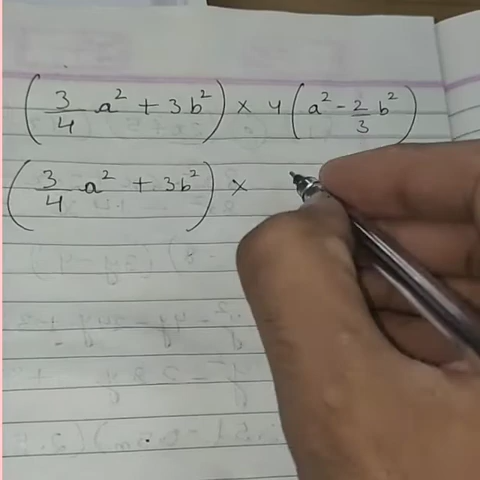 (3/4 a² + 3b²) × 4(a² - 2/3 b²)
(3/4 a² + 3b²) ×